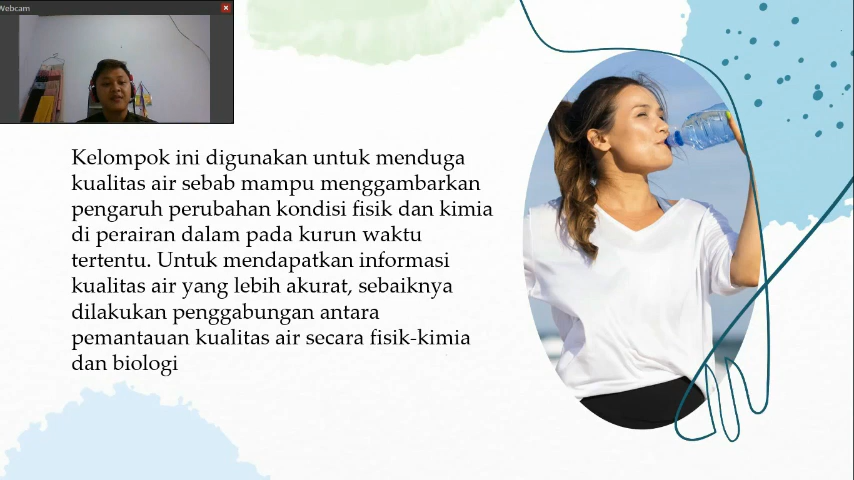 Webcam
Kelompok ini digunakan untuk menduga
kualitas air sebab mampu menggambarkan
pengaruh perubahan kondisi fisik dan kimia
di perairan dalam pada kurun waktu
tertentu. Untuk mendapatkan informasi
kualitas air yang lebih akurat, sebaiknya
dilakukan penggabungan antara
pemantauan kualitas air secara fisik-kimia
dan biologi